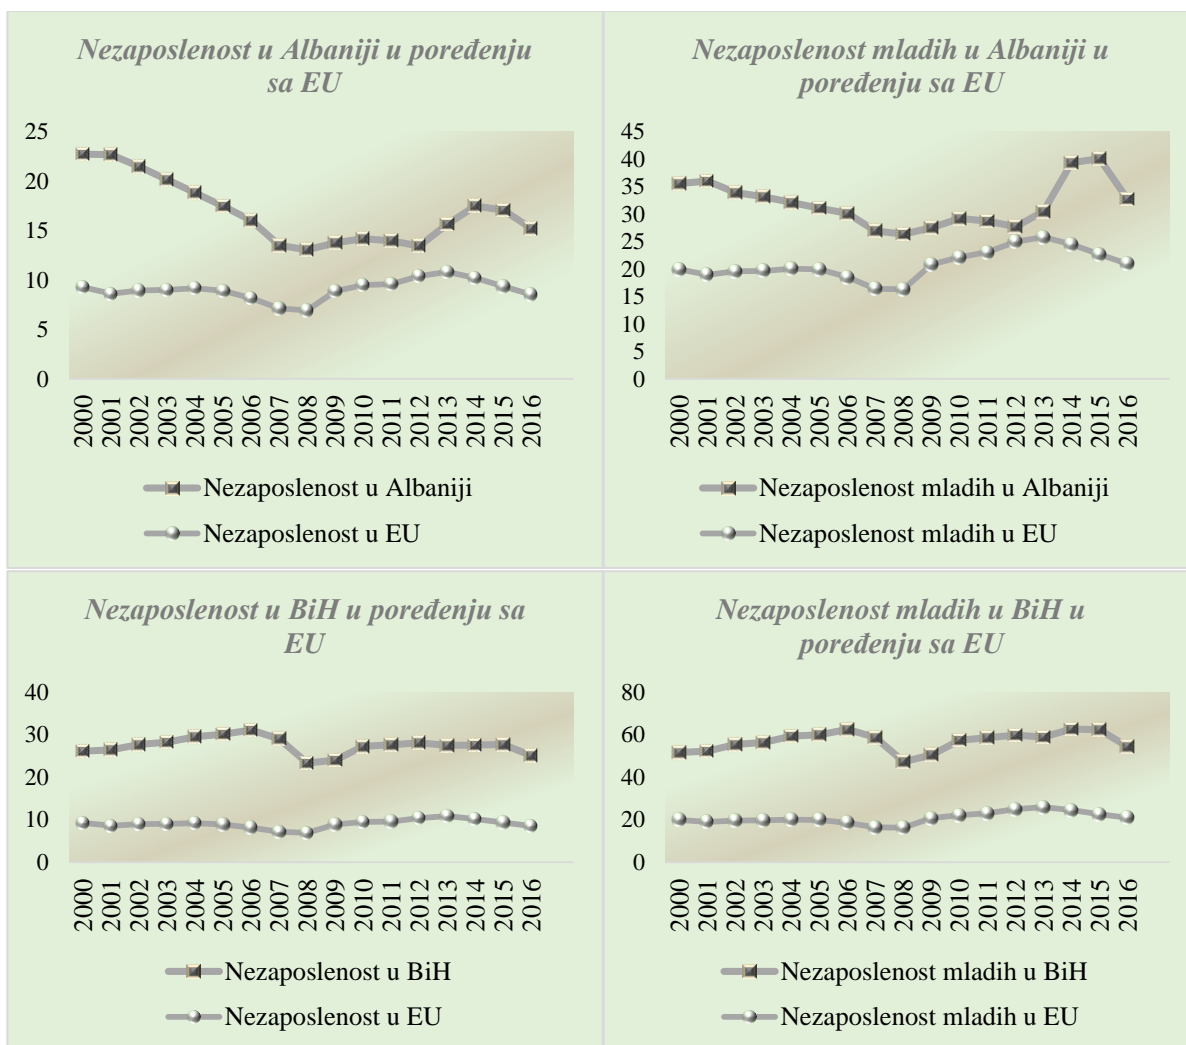 Nezaposlenost u Albaniji u poređenju
sa EU
25
20
15
10
5
0
2000 2001 2002 2003 2004 2005 2006 2007 2008 2009 2010 2011 2012 2013 2014 2015 2016
Nezaposlenost u Albaniji
Nezaposlenost u EU
Nezaposlenost mladih u Albaniji u
poređenju sa EU
45
40
35
30
25
20
15
10
5
0
2000 2001 2002 2003 2004 2005 2006 2007 2008 2009 2010 2011 2012 2013 2014 2015 2016
Nezaposlenost mladih u Albaniji
Nezaposlenost mladih u EU
Nezaposlenost u BiH u poređenju sa
EU
40
30
20
10
0
2000 2001 2002 2003 2004 2005 2006 2007 2008 2009 2010 2011 2012 2013 2014 2015 2016
Nezaposlenost u BiH
Nezaposlenost u EU
Nezaposlenost mladih u BiH u
poređenju sa EU
80
60
40
20
0
2000 2001 2002 2003 2004 2005 2006 2007 2008 2009 2010 2011 2012 2013 2014 2015 2016
Nezaposlenost mladih u BiH
Nezaposlenost mladih u EU